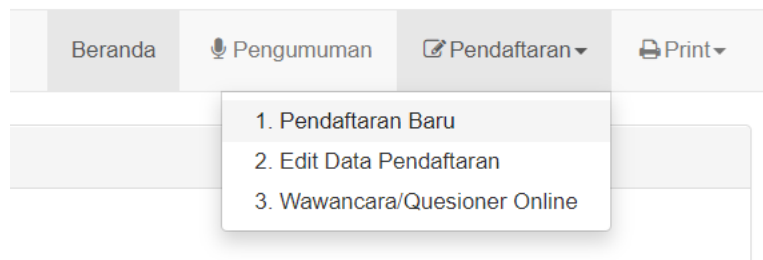 Beranda Pengumuman Pendaftaran Print
1. Pendaftaran Baru
2. Edit Data Pendaftaran
3. Wawancara/Quesioner Online